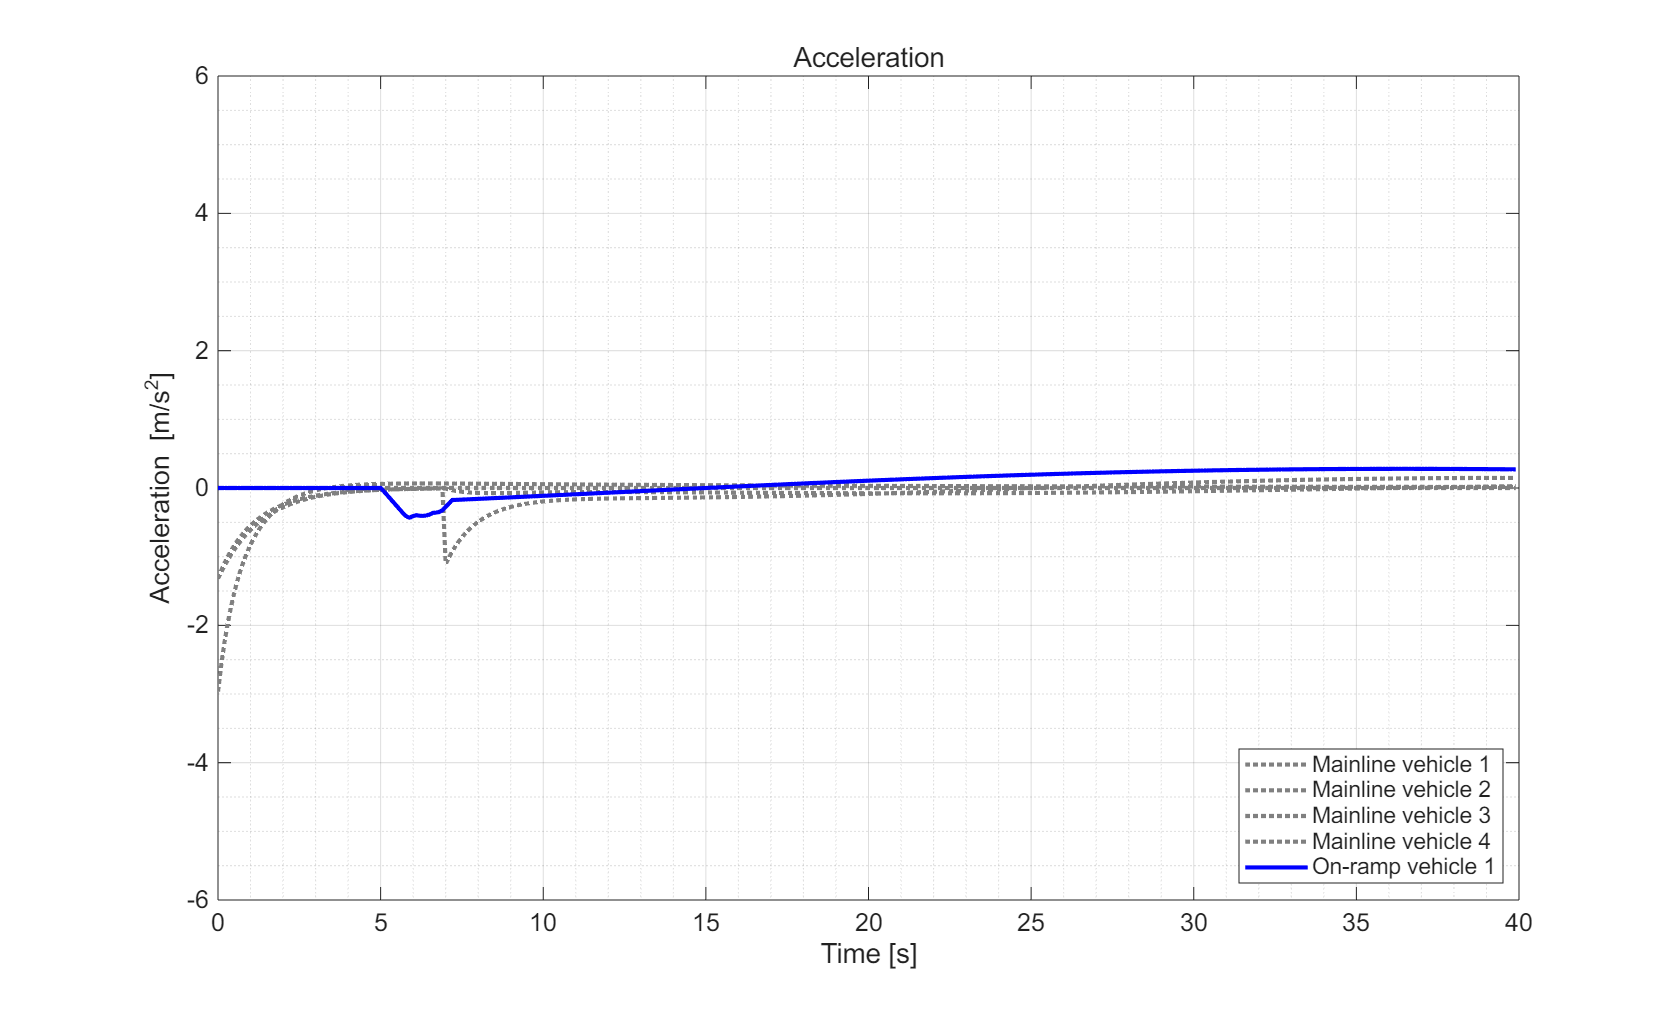 Acceleration
6
4
2
0
-2
-4
-6
Acceleration [m/s²]
0 5 10 15 20 25 30 35 40
Time [s]
Mainline vehicle 1
Mainline vehicle 2
Mainline vehicle 3
Mainline vehicle 4
On-ramp vehicle 1